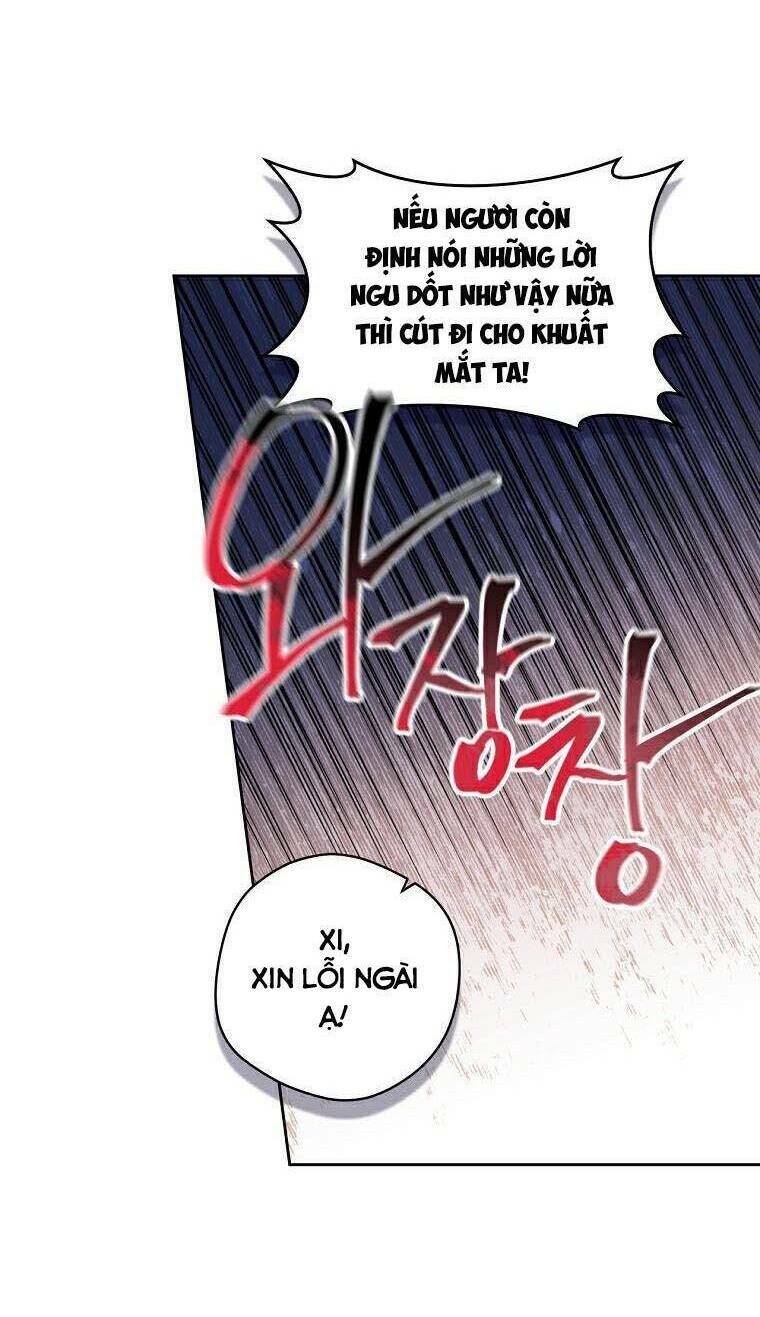 NẾU NGƯƠI CÒN
ĐỊNH NÓI NHỮNG LỜI
NGU DỐT NHƯ VẬY NỮA
THÌ CÚT ĐI CHO KHUẤT
MẮT TA!
와장창
XI,
XIN LỖI NGÀI
Ạ!